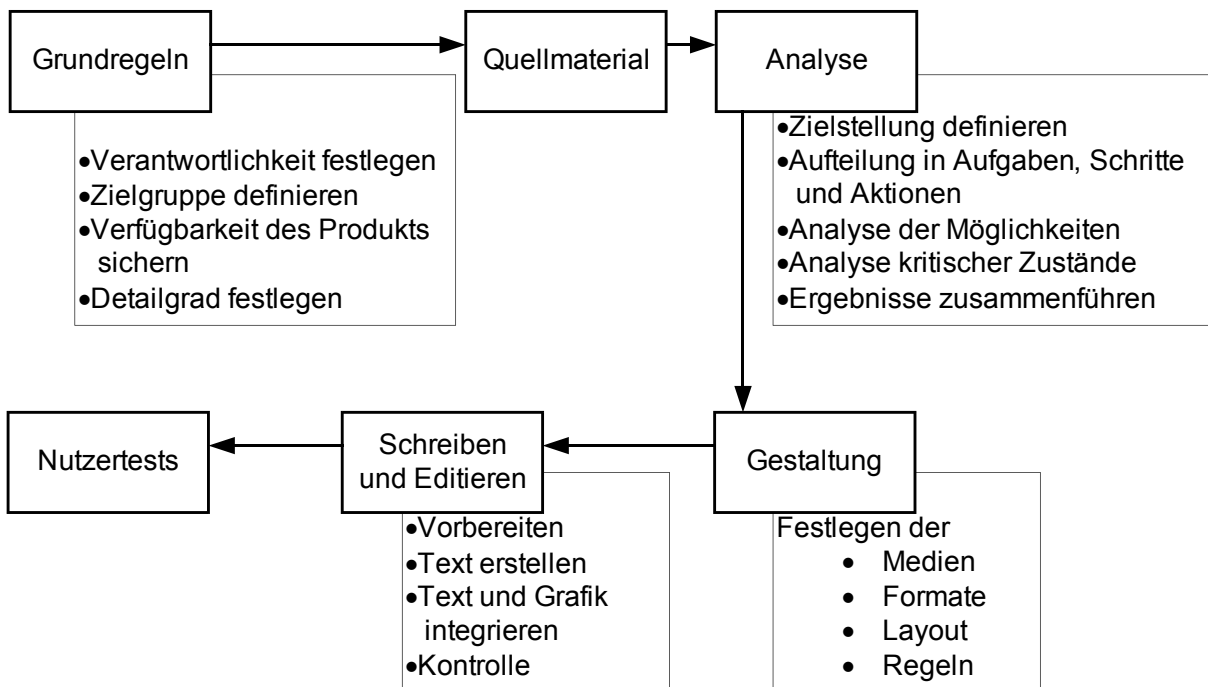 Grundregeln
•Verantwortlichkeit festlegen
•Zielgruppe definieren
•Verfügbarkeit des Produkts
sichern
•Detailgrad festlegen
Quellmaterial
Analyse
•Zielstellung definieren
•Aufteilung in Aufgaben, Schritte
und Aktionen
•Analyse der Möglichkeiten
•Analyse kritischer Zustände
•Ergebnisse zusammenführen
Gestaltung
Festlegen der
• Medien
• Formate
• Layout
• Regeln
Schreiben
und Editieren
•Vorbereiten
•Text erstellen
•Text und Grafik
integrieren
•Kontrolle
Nutzertests